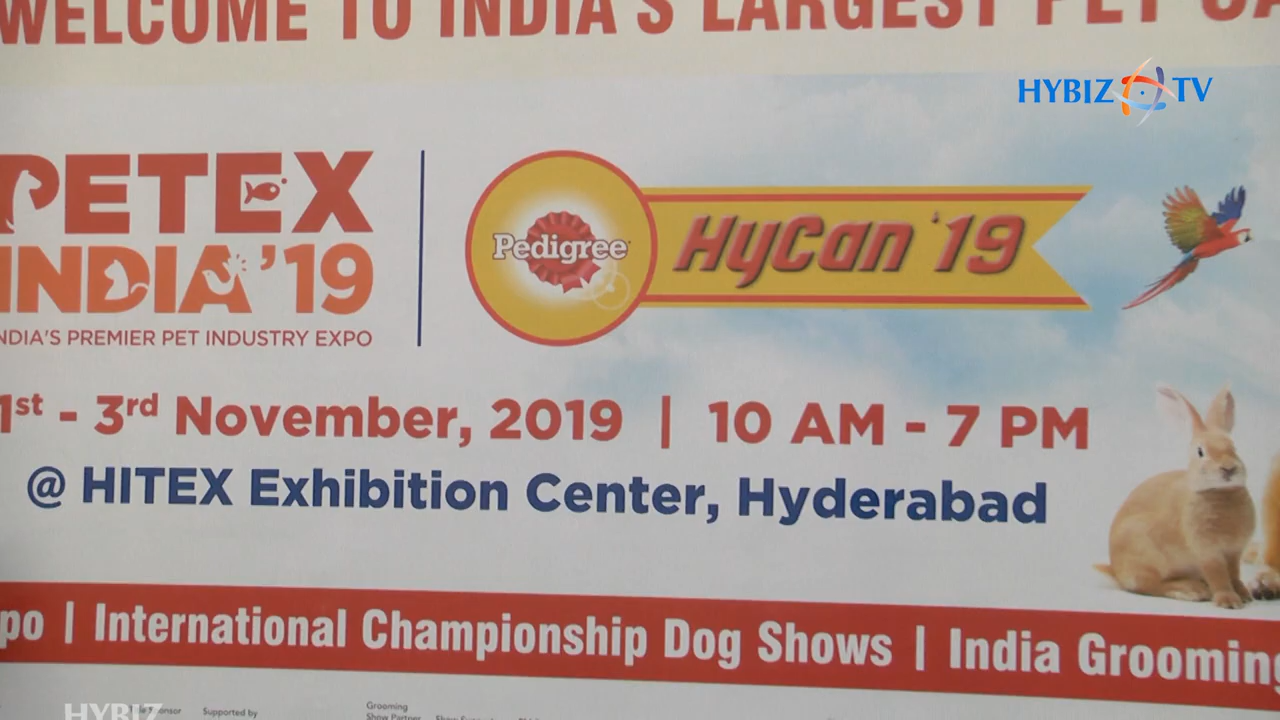 WELCOME TO INDIA'S LARGEST PET
HYBIZ TV
PETEX
INDIA '19
INDIA'S PREMIER PET INDUSTRY EXPO
Pedigree
HyCan '19
1st - 3rd November, 2019 | 10 AM - 7 PM
@ HITEX Exhibition Center, Hyderabad
po | International Championship Dog Shows | India Grooming
HYBIZ
Supported by
Grooming
Show Partner